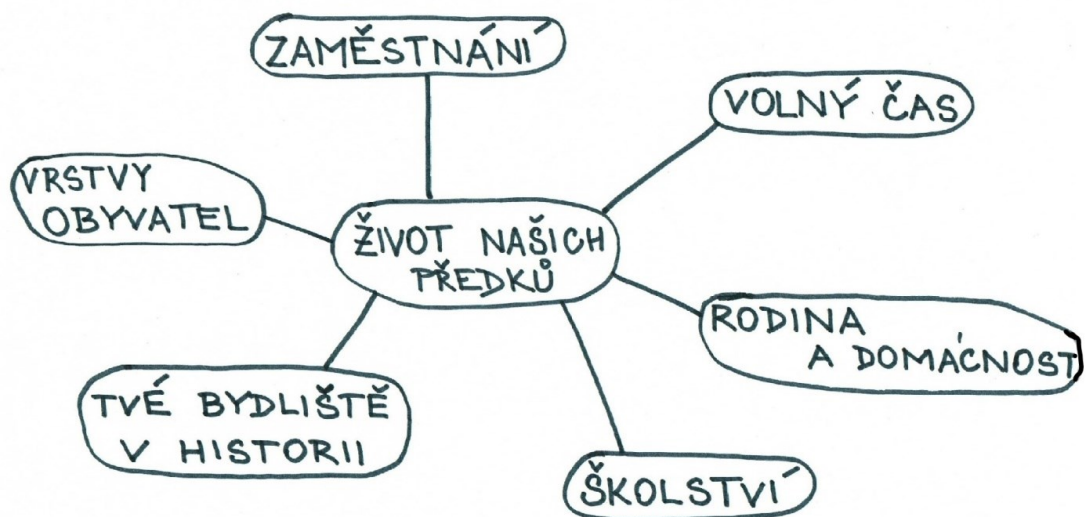 ZAMĚSTNÁNÍ
VOLNÝ ČAS
VRSTVY
OBYVATEL
ŽIVOT NAŠICH
PŘEDKŮ
RODINA
A DOMÁCNOST
TVÉ BYDLIŠTĚ
V HISTORII
ŠKOLSTVÍ